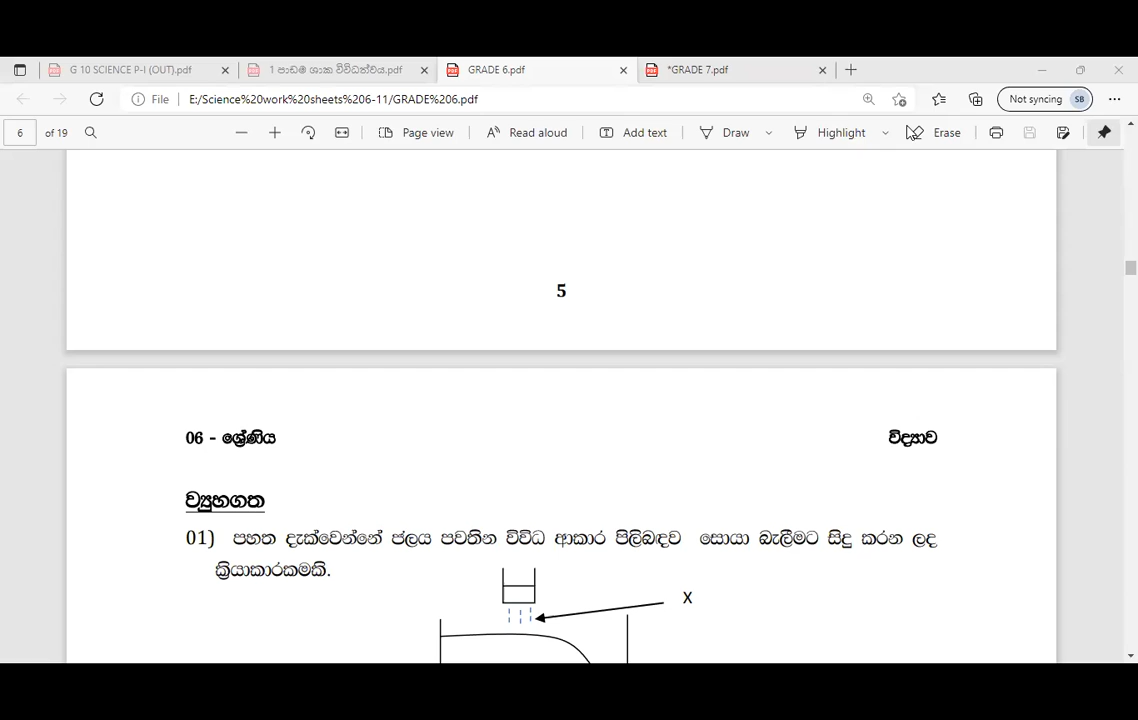 G 10 SCIENCE P-I (OUT).pdf
1 පාඩම ශාක විවිධත්වය.pdf
GRADE 6.pdf
*GRADE 7.pdf
File
E:/Science%20work%20sheets%206-11/GRADE%206.pdf
Not syncing
SB
6 of 19
Page view
Read aloud
Add text
Draw
Highlight
Erase
5
06 - ශ්‍රේණිය
විද්‍යාව
ව්‍යුහගත
01) පහත දැක්වෙන්නේ ජලය පවතින විවිධ ආකාර පිලිබඳව සොයා බැලීමට සිදු කරන ලද
ක්‍රියාකාරකමකි.
X